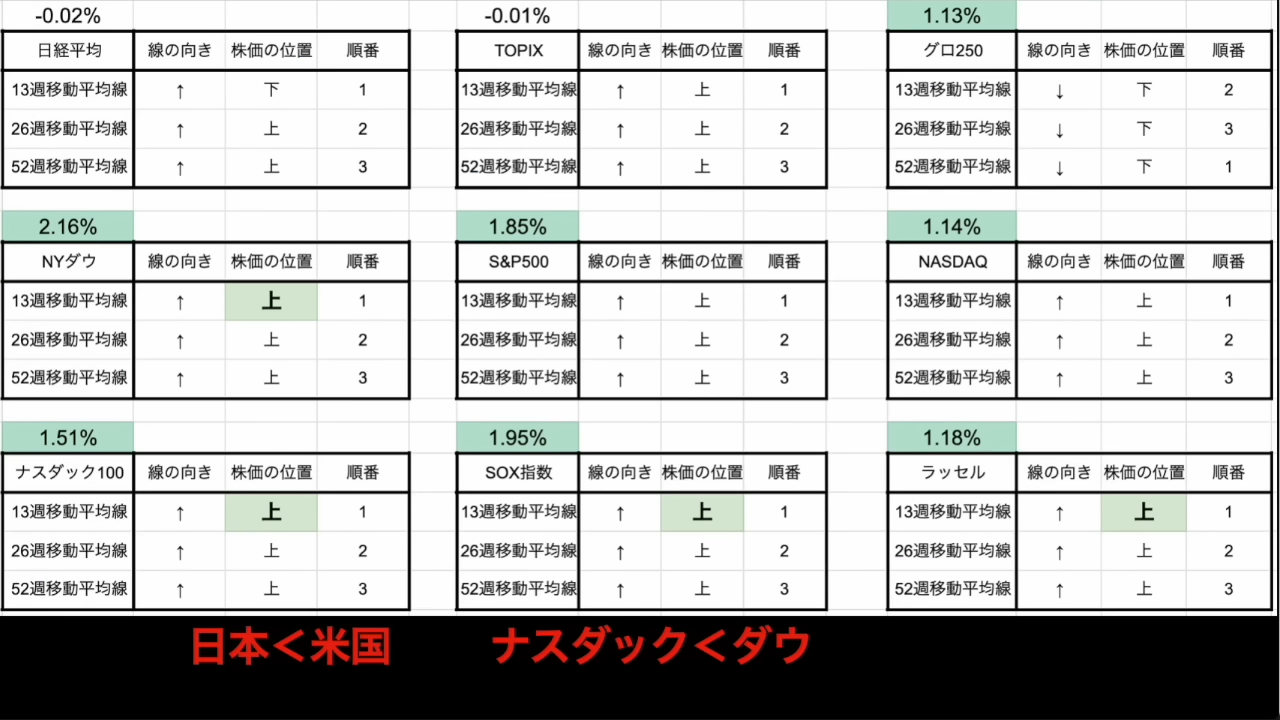 -0.02% -0.01% 1.13%
日経平均 線の向き 株価の位置 順番 TOPIX 線の向き 株価の位置 順番 グロ250 線の向き 株価の位置 順番
13週移動平均線 ↑ 下 1 13週移動平均線 ↑ 上 1 13週移動平均線 ↓ 下 2
26週移動平均線 ↑ 上 2 26週移動平均線 ↑ 上 2 26週移動平均線 ↓ 下 3
52週移動平均線 ↑ 上 3 52週移動平均線 ↑ 上 3 52週移動平均線 ↓ 下 1
2.16% 1.85% 1.14%
NYダウ 線の向き 株価の位置 順番 S&P500 線の向き 株価の位置 順番 NASDAQ 線の向き 株価の位置 順番
13週移動平均線 ↑ 上 1 13週移動平均線 ↑ 上 1 13週移動平均線 ↑ 上 1
26週移動平均線 ↑ 上 2 26週移動平均線 ↑ 上 2 26週移動平均線 ↑ 上 2
52週移動平均線 ↑ 上 3 52週移動平均線 ↑ 上 3 52週移動平均線 ↑ 上 3
1.51% 1.95% 1.18%
ナスダック100 線の向き 株価の位置 順番 SOX指数 線の向き 株価の位置 順番 ラッセル 線の向き 株価の位置 順番
13週移動平均線 ↑ 上 1 13週移動平均線 ↑ 上 1 13週移動平均線 ↑ 上 1
26週移動平均線 ↑ 上 2 26週移動平均線 ↑ 上 2 26週移動平均線 ↑ 上 2
52週移動平均線 ↑ 上 3 52週移動平均線 ↑ 上 3 52週移動平均線 ↑ 上 3
日本＜米国 ナスダック＜ダウ